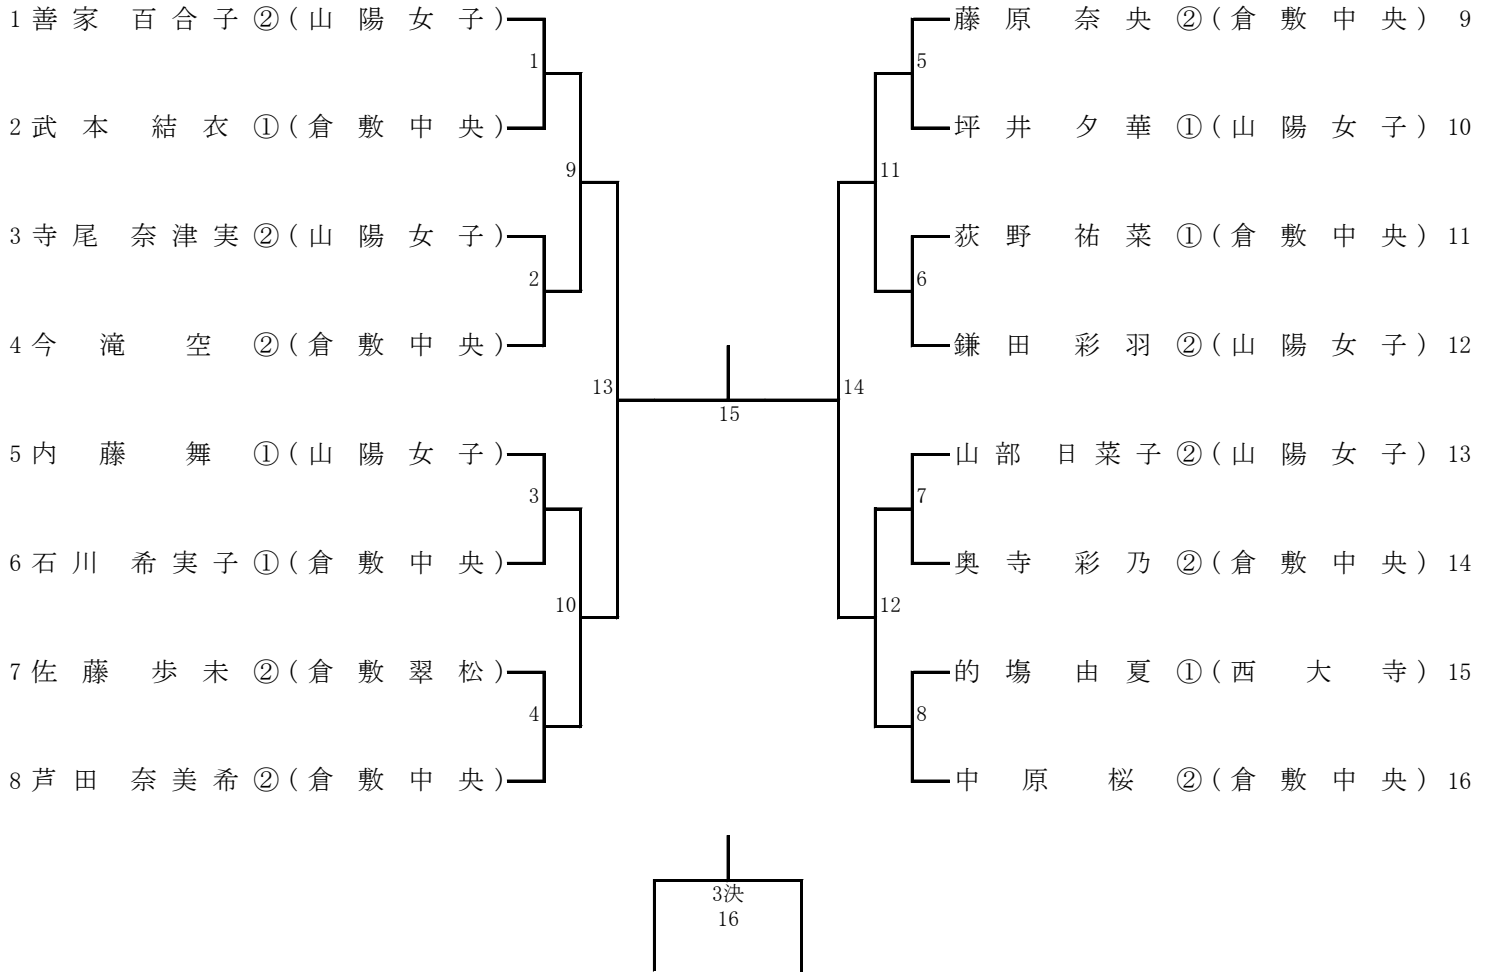 1 善家 百合子 ② (山陽女子)
1
2 武本 結衣 ① (倉敷中央)
9
3 寺尾 奈津実 ② (山陽女子)
2
4 今滝 空 ② (倉敷中央)
13
5 内藤 舞 ① (山陽女子)
3
6 石川 希実子 ① (倉敷中央)
10
7 佐藤 歩未 ② (倉敷翠松)
4
8 芦田 奈美希 ② (倉敷中央)
15
藤原 奈央 ② (倉敷中央) 9
5
坪井 夕華 ① (山陽女子) 10
11
荻野 祐菜 ① (倉敷中央) 11
6
鎌田 彩羽 ② (山陽女子) 12
14
山部 日菜子 ② (山陽女子) 13
7
奥寺 彩乃 ② (倉敷中央) 14
12
的塲 由夏 ① (西大寺) 15
8
中原 桜 ② (倉敷中央) 16
3決
16